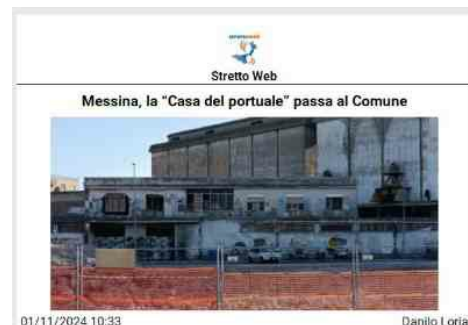 Stretto Web
Messina, la “Casa del portuale” passa al Comune
01/11/2024 10:33
Danilo Loria